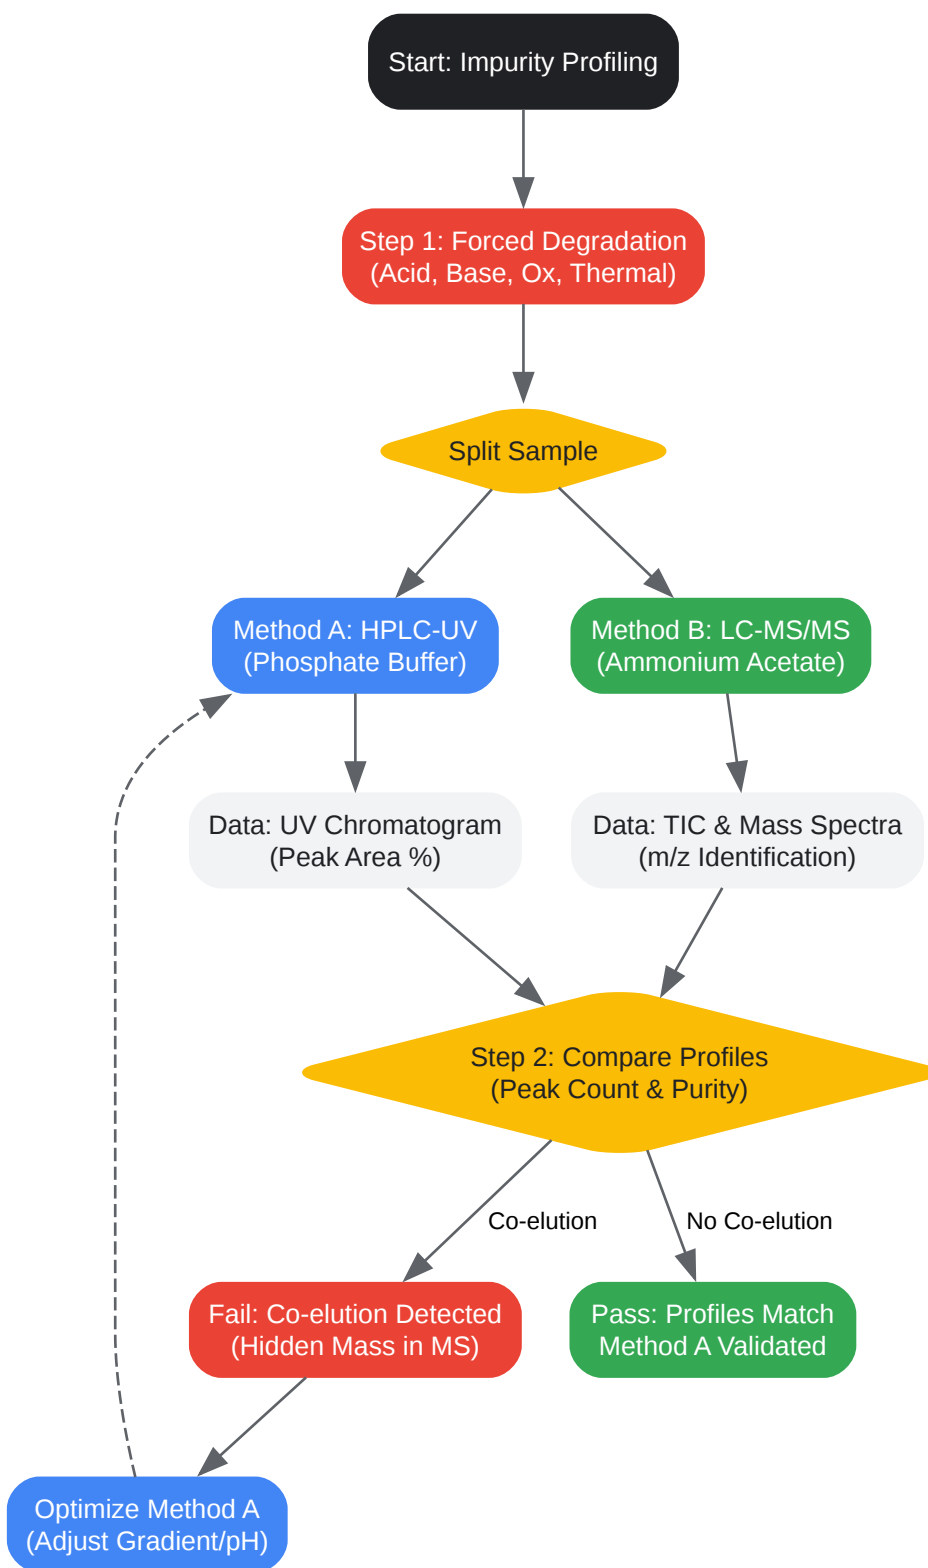 Start: Impurity Profiling
Step 1: Forced Degradation
(Acid, Base, Ox, Thermal)
Split Sample
Method A: HPLC-UV
(Phosphate Buffer)
Method B: LC-MS/MS
(Ammonium Acetate)
Data: UV Chromatogram
(Peak Area %)
Data: TIC & Mass Spectra
(m/z Identification)
Step 2: Compare Profiles
(Peak Count & Purity)
Co-elution
No Co-elution
Fail: Co-elution Detected
(Hidden Mass in MS)
Pass: Profiles Match
Method A Validated
Optimize Method A
(Adjust Gradient/pH)